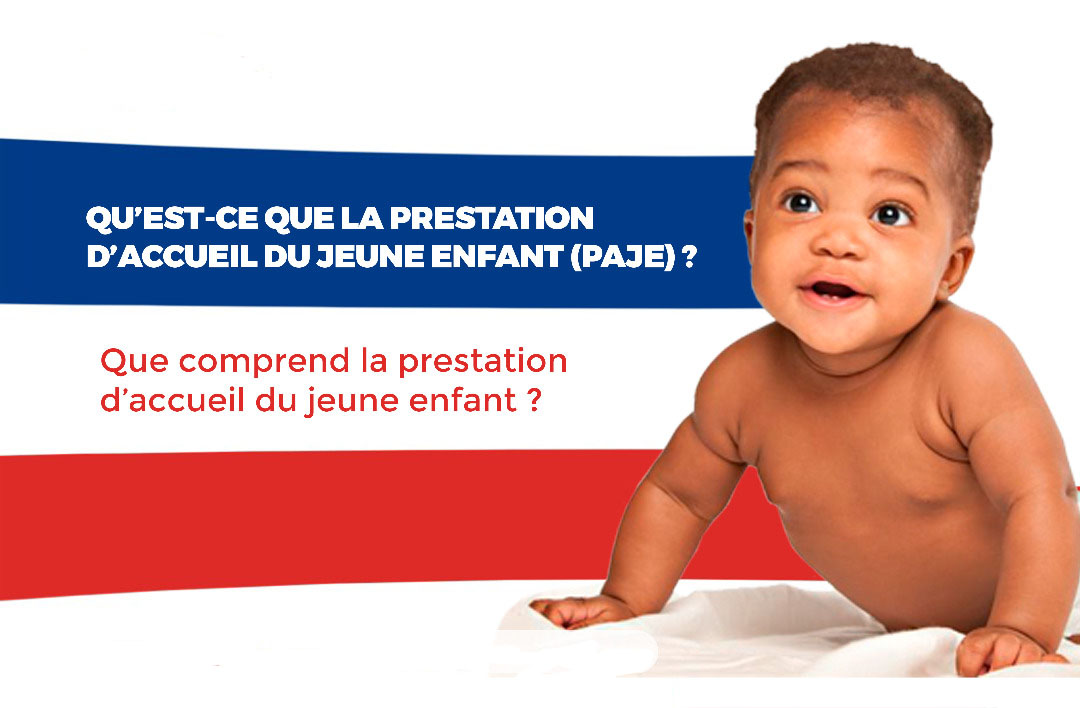 QU'EST-CE QUE LA PRESTATION
D'ACCUEIL DU JEUNE ENFANT (PAJE) ?
Que comprend la prestation
d'accueil du jeune enfant ?